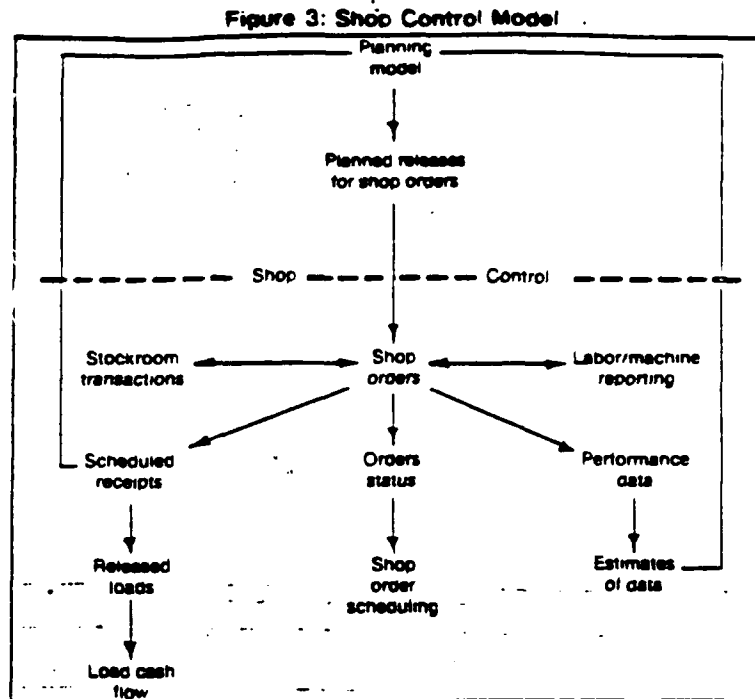 Figure 3: Shop Control Model
Planning
model
Planned releases
for shop orders
Shop Control
Stockroom
transactions
Shop
orders
Labor/machine
reporting
Scheduled
receipts
Orders
status
Performance
data
Released
loads
Shop
order
scheduling
Estimates
of data
Load cash
flow